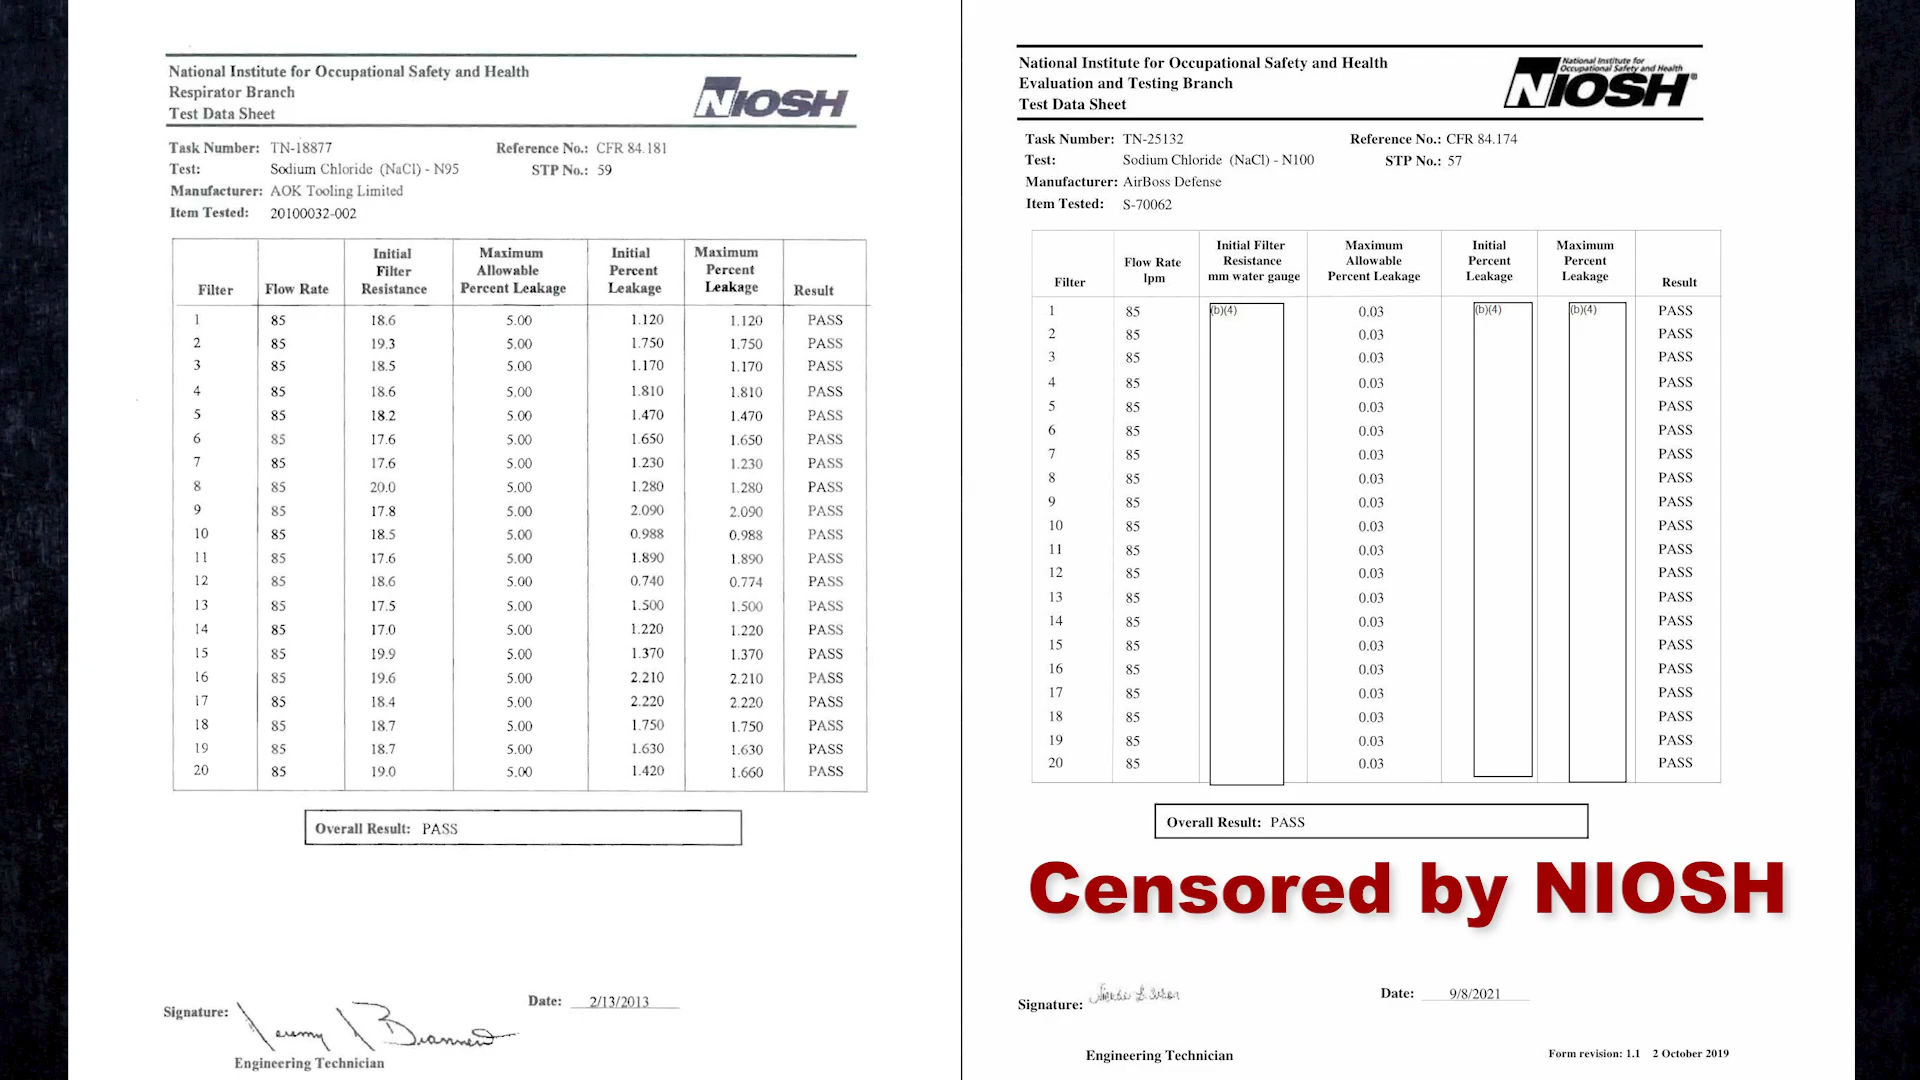 National Institute for Occupational Safety and Health
Respirator Branch
Test Data Sheet
NIOSH
Task Number: TN-18877 Reference No.: CFR 84.181
Test: Sodium Chloride (NaCl) - N95 STP No.: 59
Manufacturer: AOK Tooling Limited
Item Tested: 20100032-002
Filter Flow Rate Initial Filter Resistance Maximum Allowable Percent Leakage Initial Percent Leakage Maximum Percent Leakage Result
1 85 18.6 5.00 1.120 1.120 PASS
2 85 19.3 5.00 1.750 1.750 PASS
3 85 18.5 5.00 1.170 1.170 PASS
4 85 18.6 5.00 1.810 1.810 PASS
5 85 18.2 5.00 1.470 1.470 PASS
6 85 17.6 5.00 1.650 1.650 PASS
7 85 17.6 5.00 1.230 1.230 PASS
8 85 20.0 5.00 1.280 1.280 PASS
9 85 17.8 5.00 2.090 2.090 PASS
10 85 18.5 5.00 0.988 0.988 PASS
11 85 17.6 5.00 1.890 1.890 PASS
12 85 18.6 5.00 0.740 0.774 PASS
13 85 17.5 5.00 1.500 1.500 PASS
14 85 17.0 5.00 1.220 1.220 PASS
15 85 19.9 5.00 1.370 1.370 PASS
16 85 19.6 5.00 2.210 2.210 PASS
17 85 18.4 5.00 2.220 2.220 PASS
18 85 18.7 5.00 1.750 1.750 PASS
19 85 18.7 5.00 1.630 1.630 PASS
20 85 19.0 5.00 1.420 1.660 PASS
Overall Result: PASS
Signature: Jeremy Date: 2/13/2013
Engineering Technician
National Institute for Occupational Safety and Health
Evaluation and Testing Branch
Test Data Sheet
National Institute for
Occupational Safety and Health
NIOSH®
Task Number: TN-25132 Reference No.: CFR 84.174
Test: Sodium Chloride (NaCl) - N100 STP No.: 57
Manufacturer: AirBoss Defense
Item Tested: S-70062
Filter Flow Rate lpm Initial Filter Resistance mm water gauge Maximum Allowable Percent Leakage Initial Percent Leakage Maximum Percent Leakage Result
1 85 (b)(4) 0.03 (b)(4) (b)(4) PASS
2 85 0.03 PASS
3 85 0.03 PASS
4 85 0.03 PASS
5 85 0.03 PASS
6 85 0.03 PASS
7 85 0.03 PASS
8 85 0.03 PASS
9 85 0.03 PASS
10 85 0.03 PASS
11 85 0.03 PASS
12 85 0.03 PASS
13 85 0.03 PASS
14 85 0.03 PASS
15 85 0.03 PASS
16 85 0.03 PASS
17 85 0.03 PASS
18 85 0.03 PASS
19 85 0.03 PASS
20 85 0.03 PASS
Overall Result: PASS
Censored by NIOSH
Signature: Date: 9/8/2021
Engineering Technician
Form revision: 1.1 2 October 2019